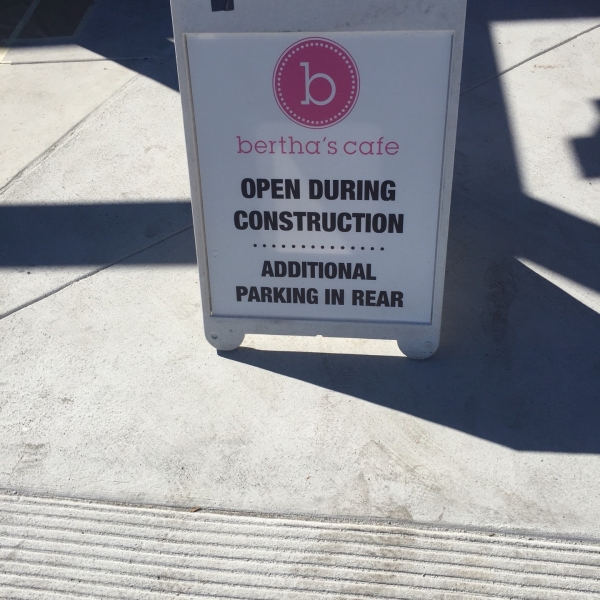 b
bertha's cafe
OPEN DURING
CONSTRUCTION
ADDITIONAL
PARKING IN REAR